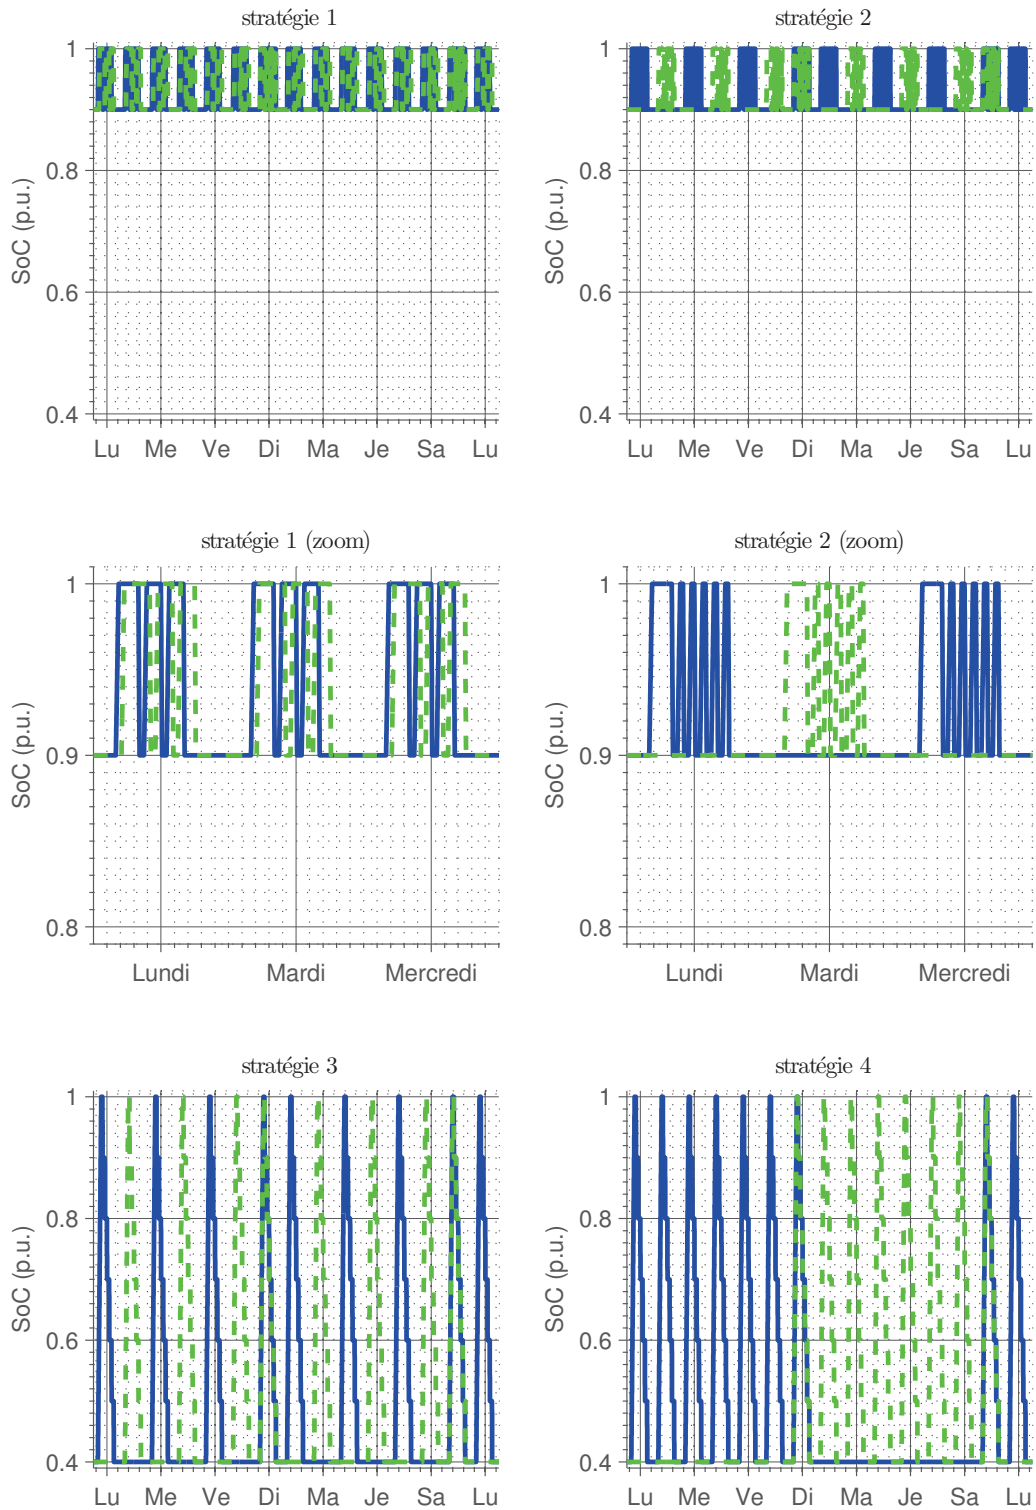 stratégie 1
1
0.8
0.6
0.4
SoC (p.u.)
Lu Me Ve Di Ma Je Sa Lu
stratégie 2
1
0.8
0.6
0.4
SoC (p.u.)
Lu Me Ve Di Ma Je Sa Lu
stratégie 1 (zoom)
1
0.9
0.8
SoC (p.u.)
Lundi Mardi Mercredi
stratégie 2 (zoom)
1
0.9
0.8
SoC (p.u.)
Lundi Mardi Mercredi
stratégie 3
1
0.8
0.6
0.4
SoC (p.u.)
Lu Me Ve Di Ma Je Sa Lu
stratégie 4
1
0.8
0.6
0.4
SoC (p.u.)
Lu Me Ve Di Ma Je Sa Lu